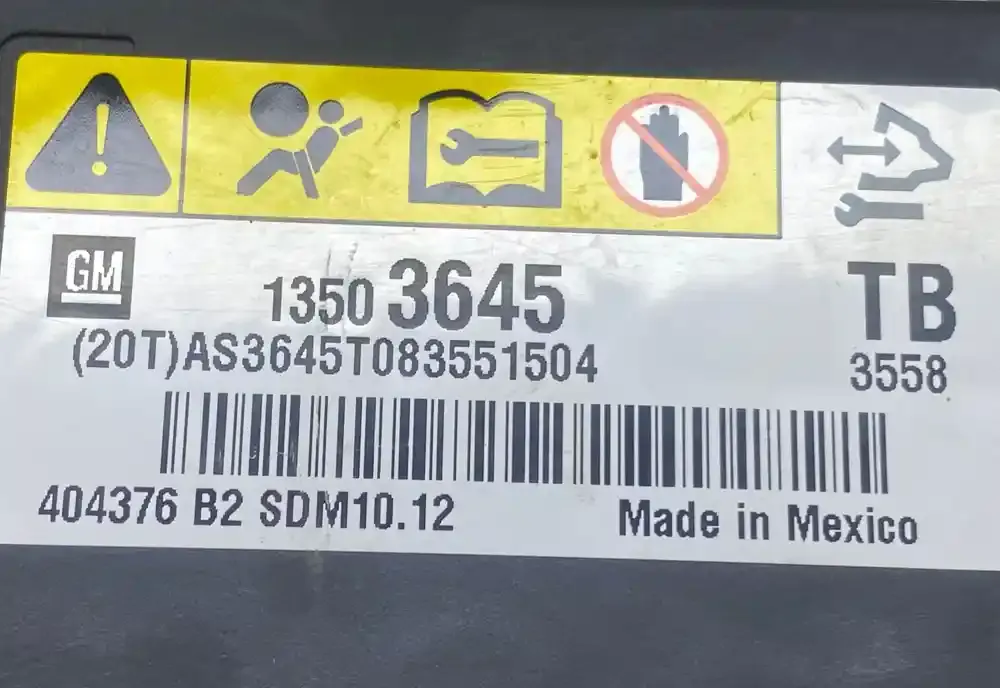 GM
1350 3645
TB
(20T)AS3645T083551504
3558
404376 B2 SDM10.12
Made in Mexico